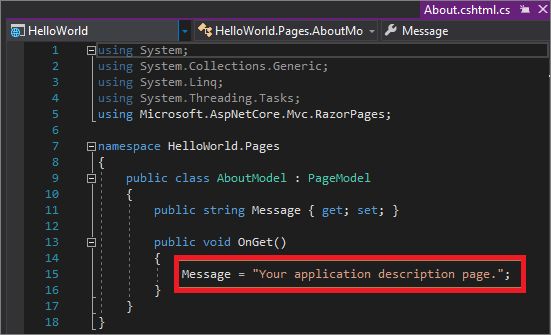 About.cshtml.cs
HelloWorld HelloWorld.Pages.AboutMo Message
1 using System;
2 using System.Collections.Generic;
3 using System.Linq;
4 using System.Threading.Tasks;
5 using Microsoft.AspNetCore.Mvc.RazorPages;
6
7 namespace HelloWorld.Pages
8 {
9 public class AboutModel : PageModel
10 {
11 public string Message { get; set; }
12
13 public void OnGet()
14 {
15 Message = "Your application description page.";
16 }
17 }
18 }